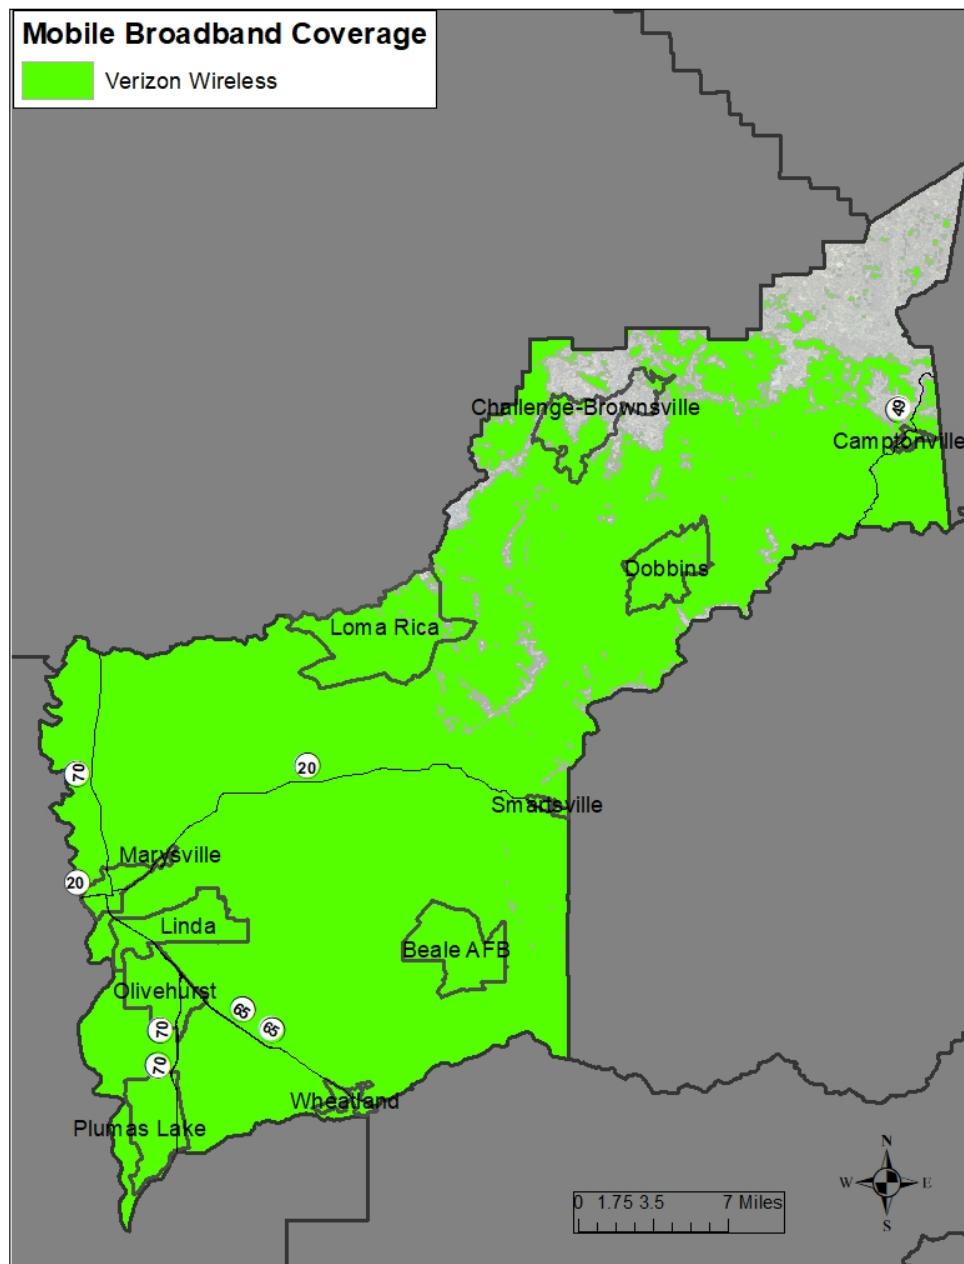 Mobile Broadband Coverage
Verizon Wireless
Challenge-Brownsville
49
Camptonville
Dobbins
Loma Rica
70
20
Smartsville
Marysville
20
Linda
Beale AFB
Olivehurst
65
65
70
70
Wheatland
Plumas Lake
N
W E
S
0 1.75 3.5 7 Miles